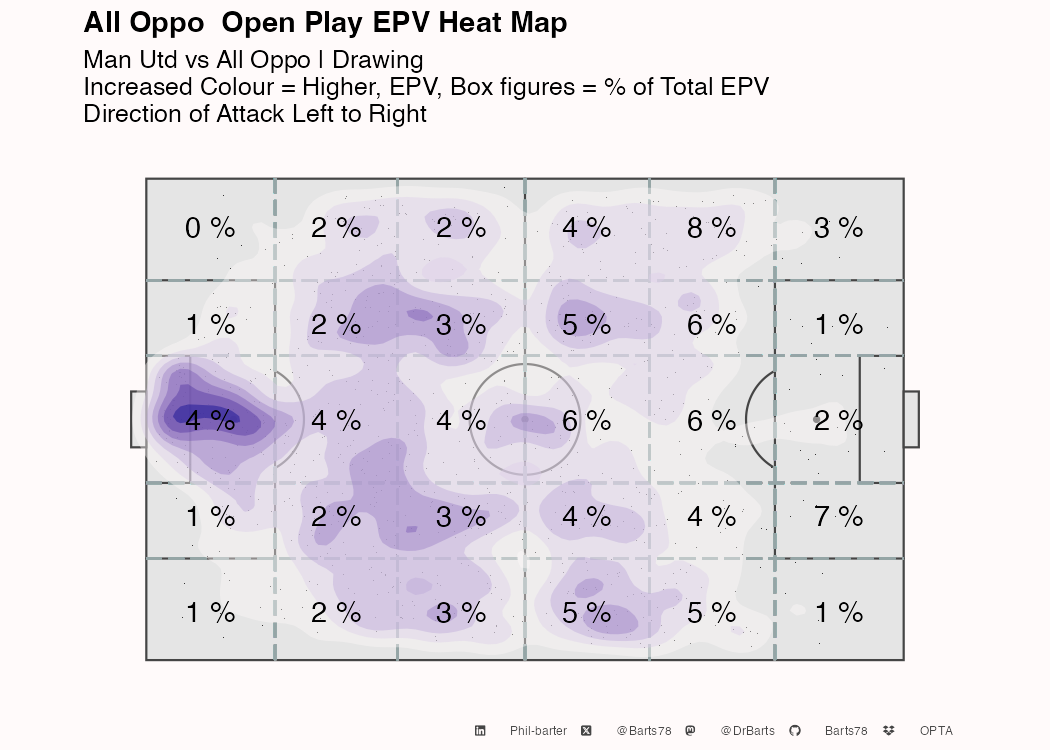 All Oppo  Open Play EPV Heat Map
Man Utd vs All Oppo | Drawing
Increased Colour = Higher, EPV, Box figures = % of Total EPV
Direction of Attack Left to Right
0 % 2 % 2 % 4 % 8 % 3 %
1 % 2 % 3 % 5 % 6 % 1 %
4 % 4 % 4 % 6 % 6 % 2 %
1 % 2 % 3 % 4 % 4 % 7 %
1 % 2 % 3 % 5 % 5 % 1 %
Phil-barter @Barts78 @DrBarts Barts78 OPTA